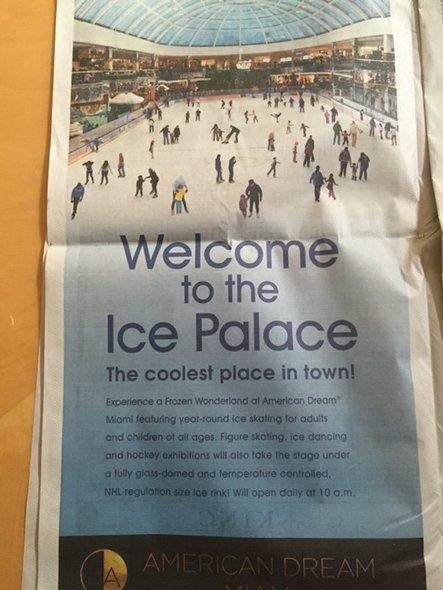 Welcome
to the
Ice Palace
The coolest place in town!
Experience a Frozen Wonderland at American Dream®
Miami featuring year-round ice skating for adults
and children of all ages. Figure skating, ice dancing
and hockey exhibitions will also take the stage under
a fully glass-domed and temperature controlled,
NHL regulation size ice rink! Will open daily at 10 a.m.
A
AMERICAN DREAM
MIAMI